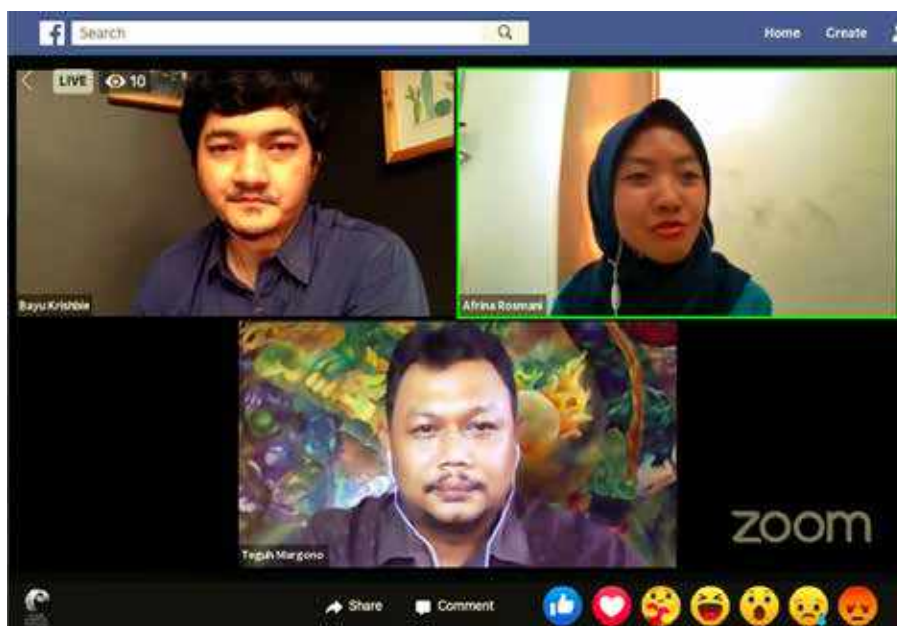 f
Search
Home Create
LIVE 10
Bayu Krishbie
Afrina Rosmani
Teguh Margono
zoom
Share Comment